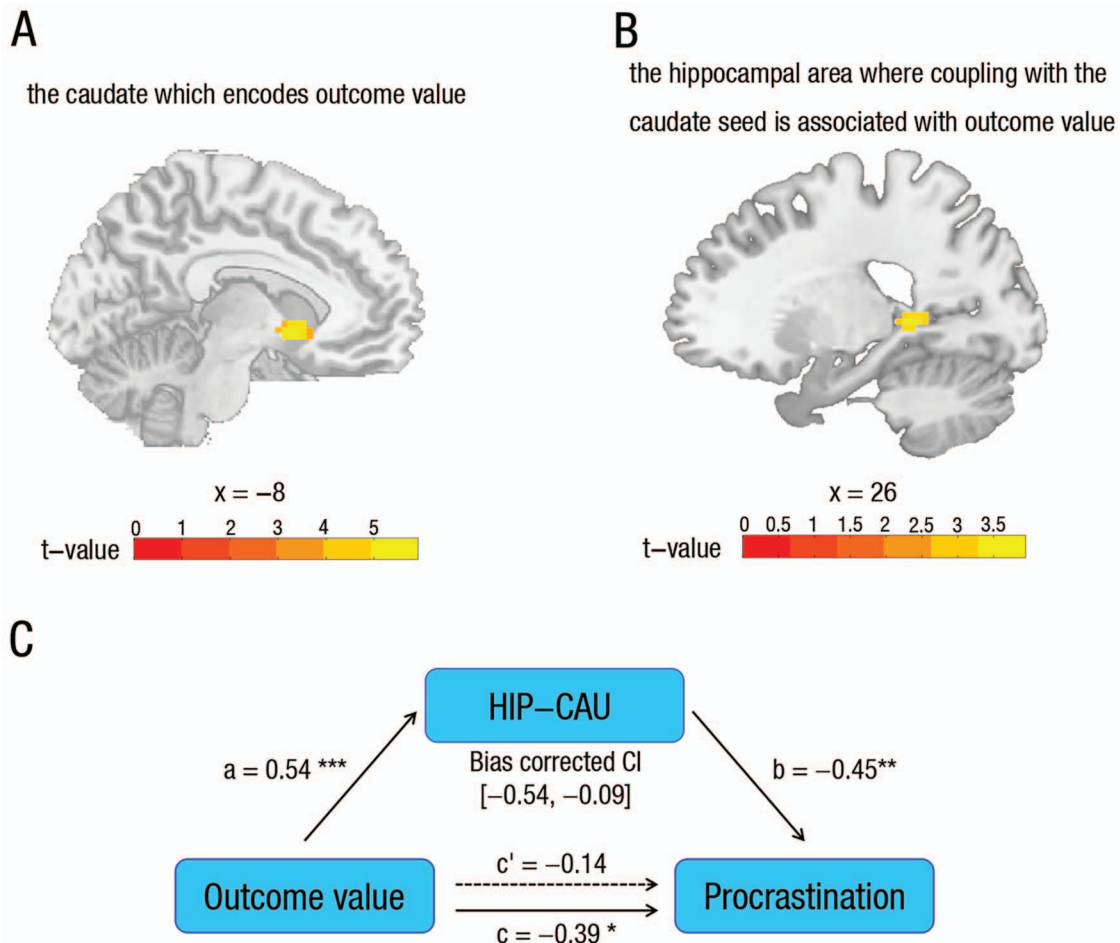 A
the caudate which encodes outcome value
x = −8
0 1 2 3 4 5
t−value
B
the hippocampal area where coupling with the
caudate seed is associated with outcome value
x = 26
0 0.5 1 1.5 2 2.5 3 3.5
t−value
C
HIP−CAU
a = 0.54 ***
Bias corrected CI
[−0.54, −0.09]
b = −0.45**
Outcome value
c' = −0.14
c = −0.39 *
Procrastination